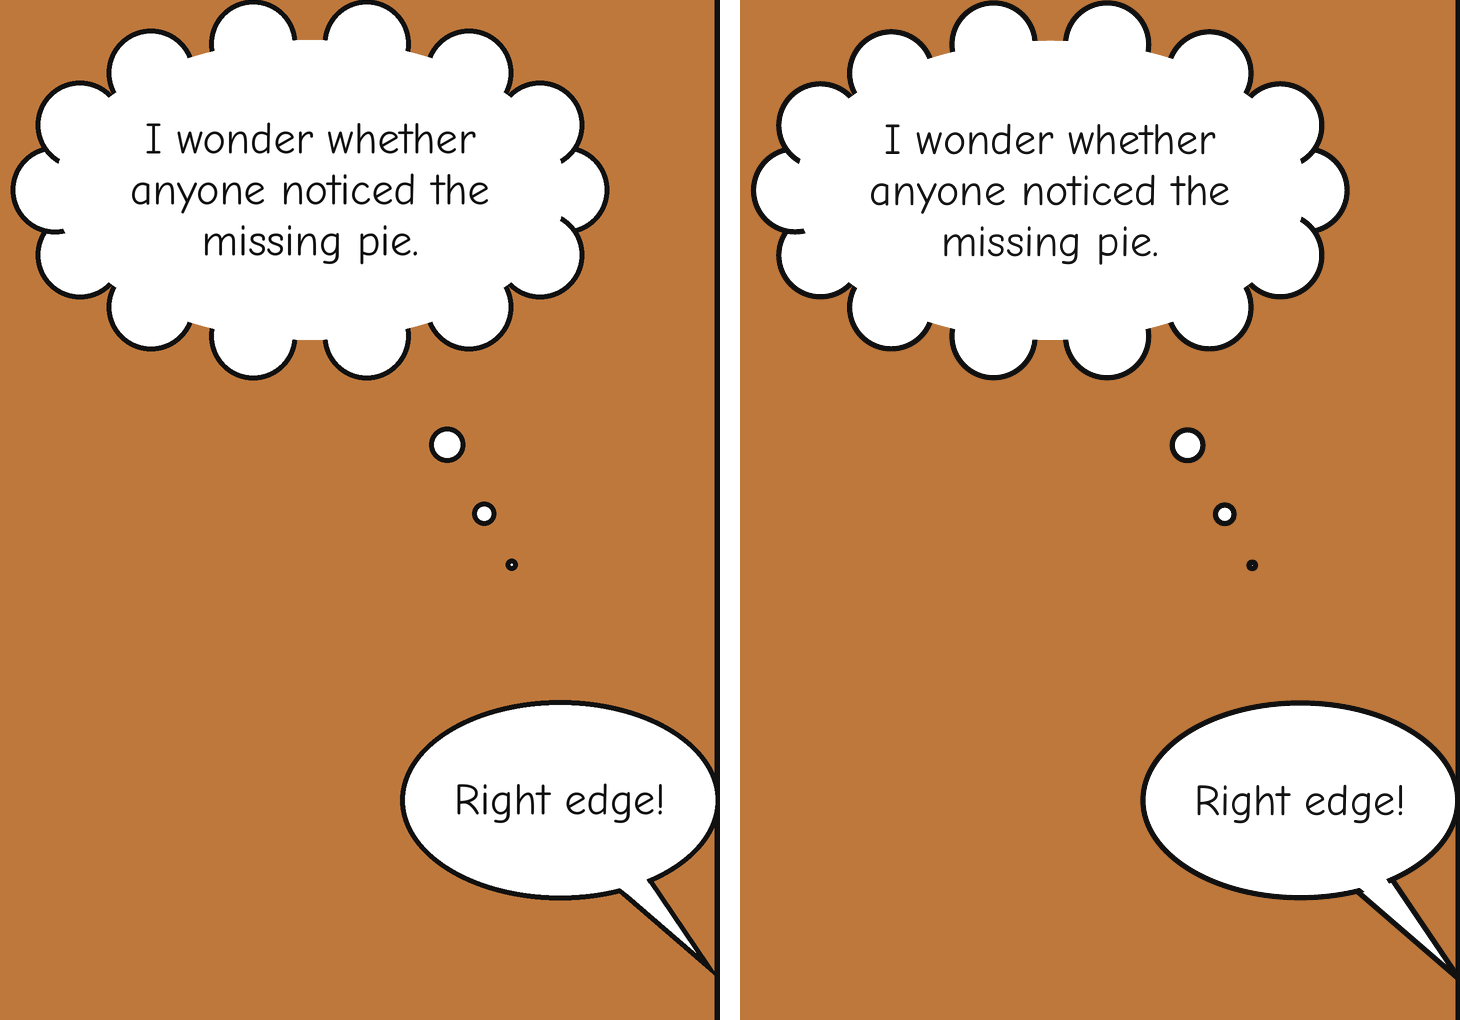 I wonder whether
anyone noticed the
missing pie.
Right edge!
I wonder whether
anyone noticed the
missing pie.
Right edge!